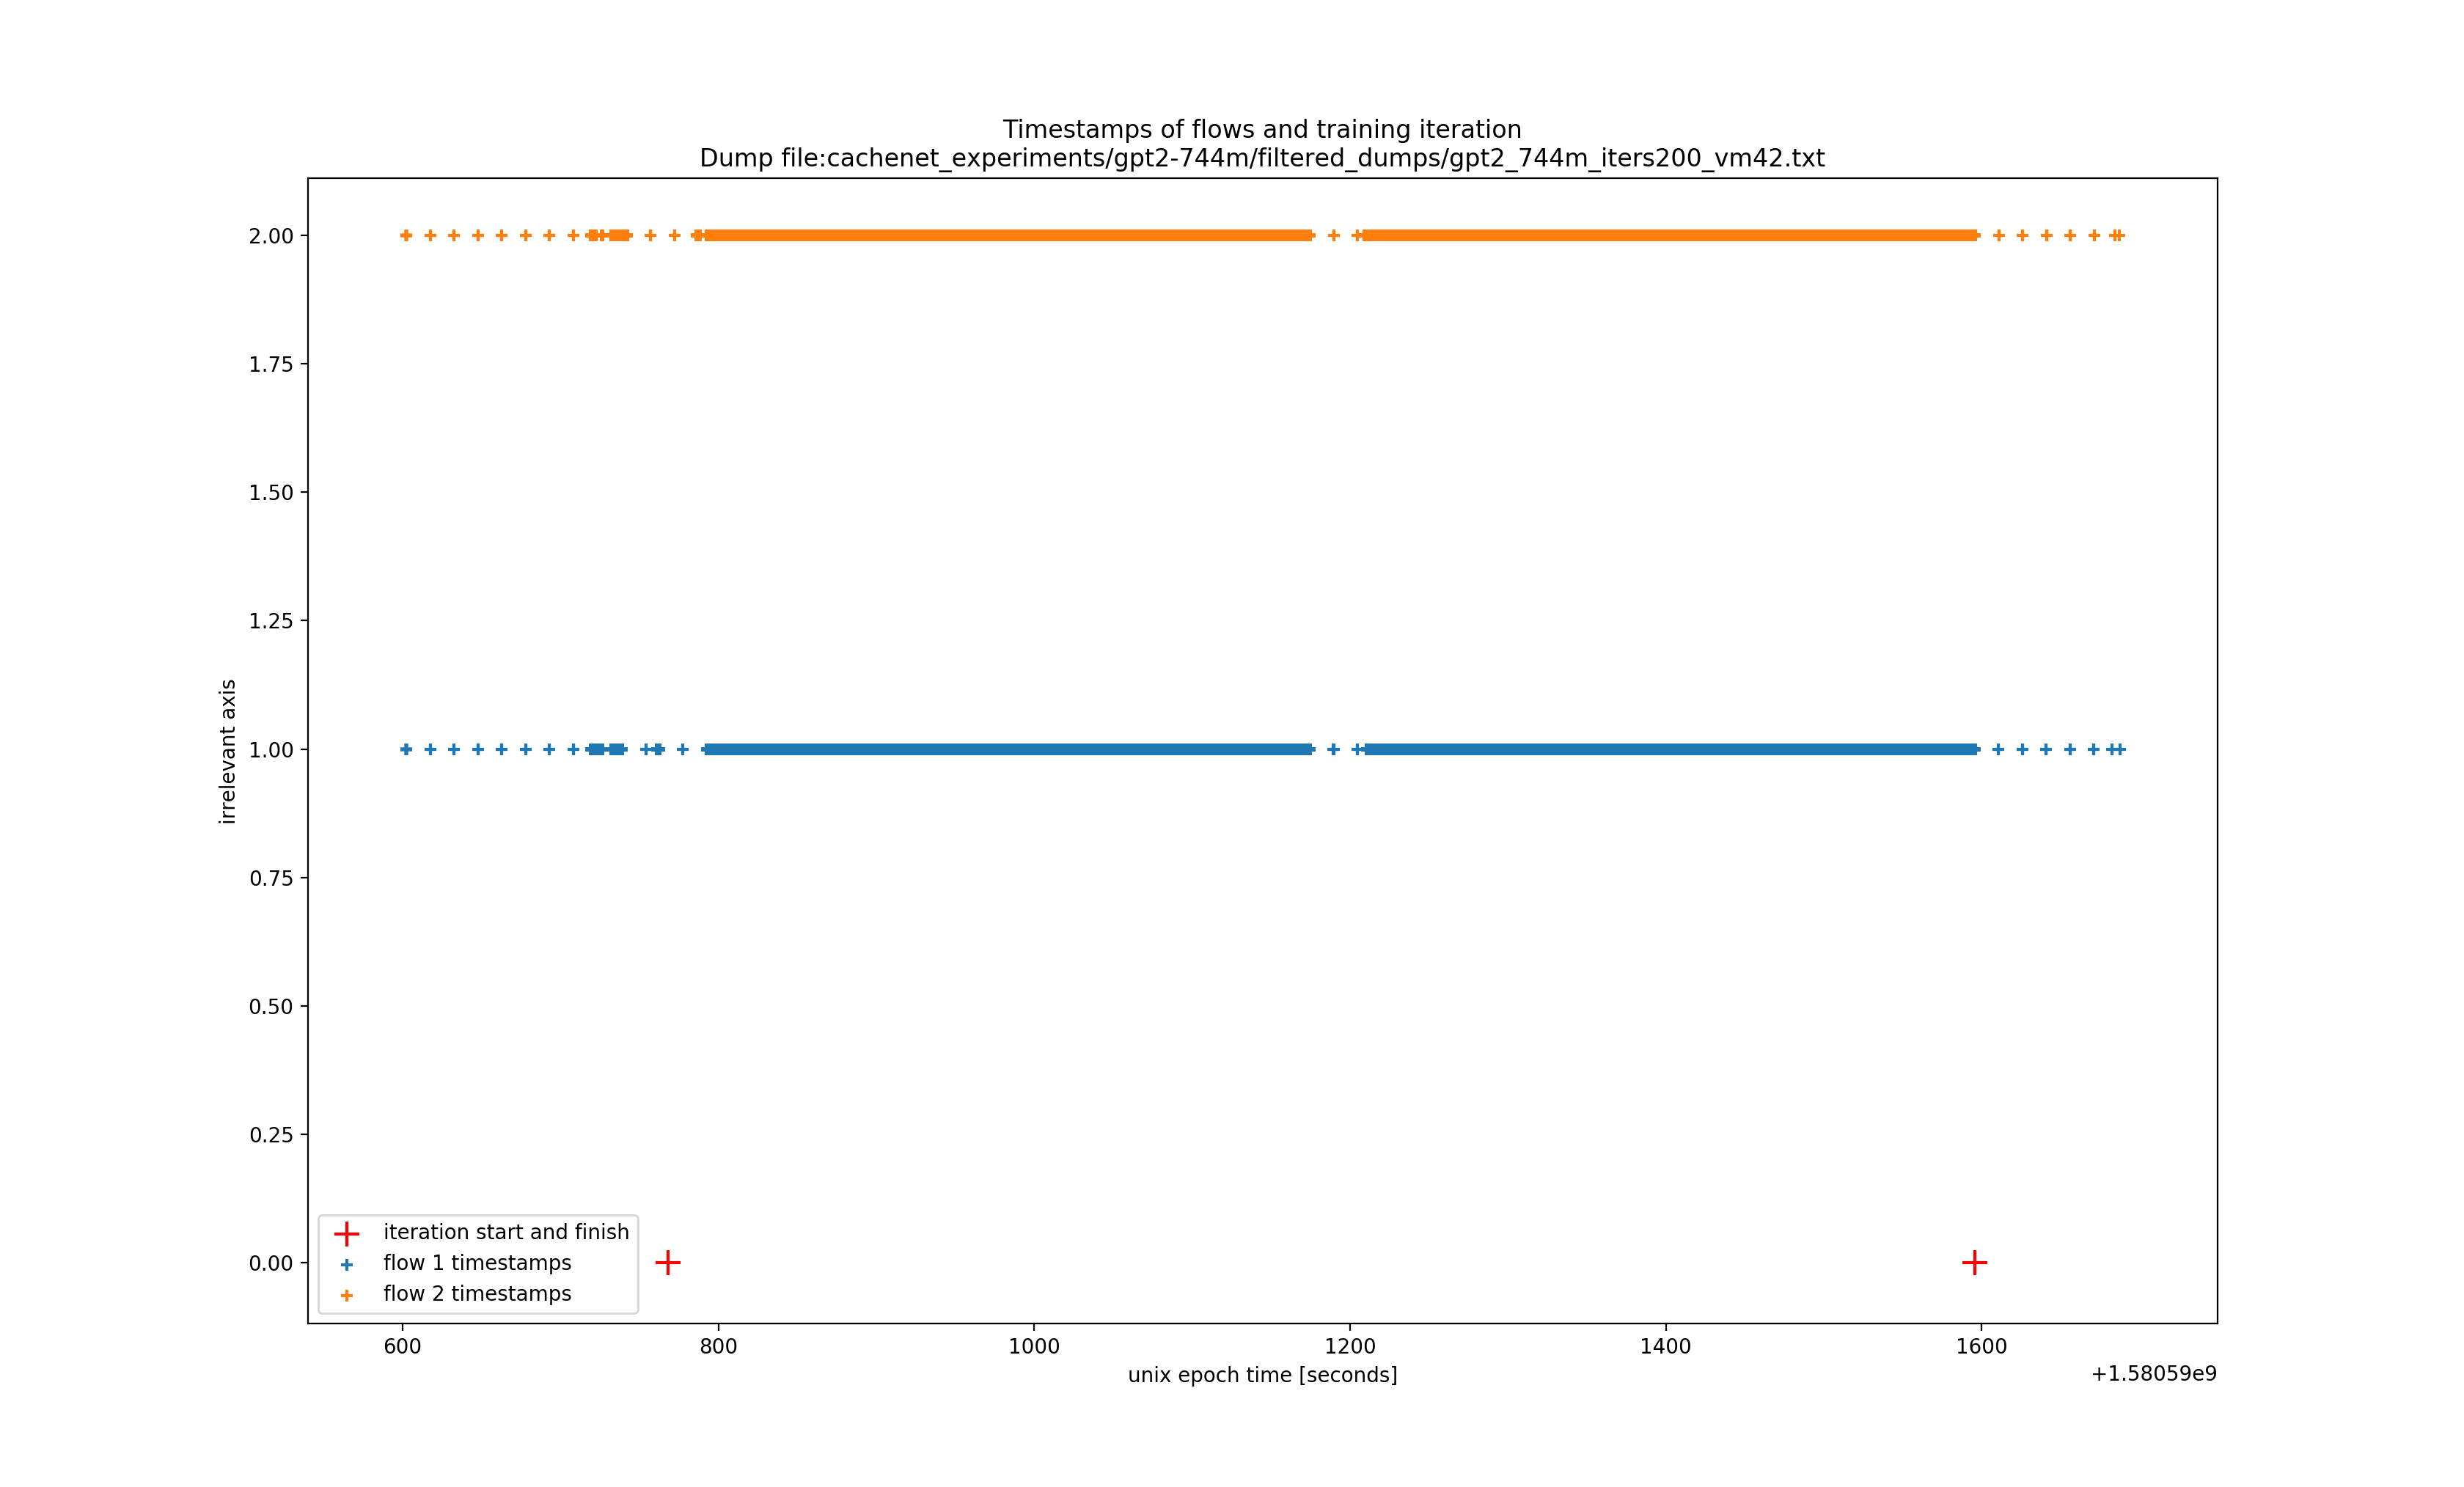 Timestamps of flows and training iteration
Dump file:cachenet_experiments/gpt2-744m/filtered_dumps/gpt2_744m_iters200_vm42.txt
2.00
1.75
1.50
1.25
1.00
0.75
0.50
0.25
0.00
irrelevant axis
iteration start and finish
flow 1 timestamps
flow 2 timestamps
600 800 1000 1200 1400 1600
unix epoch time [seconds]
+1.58059e9